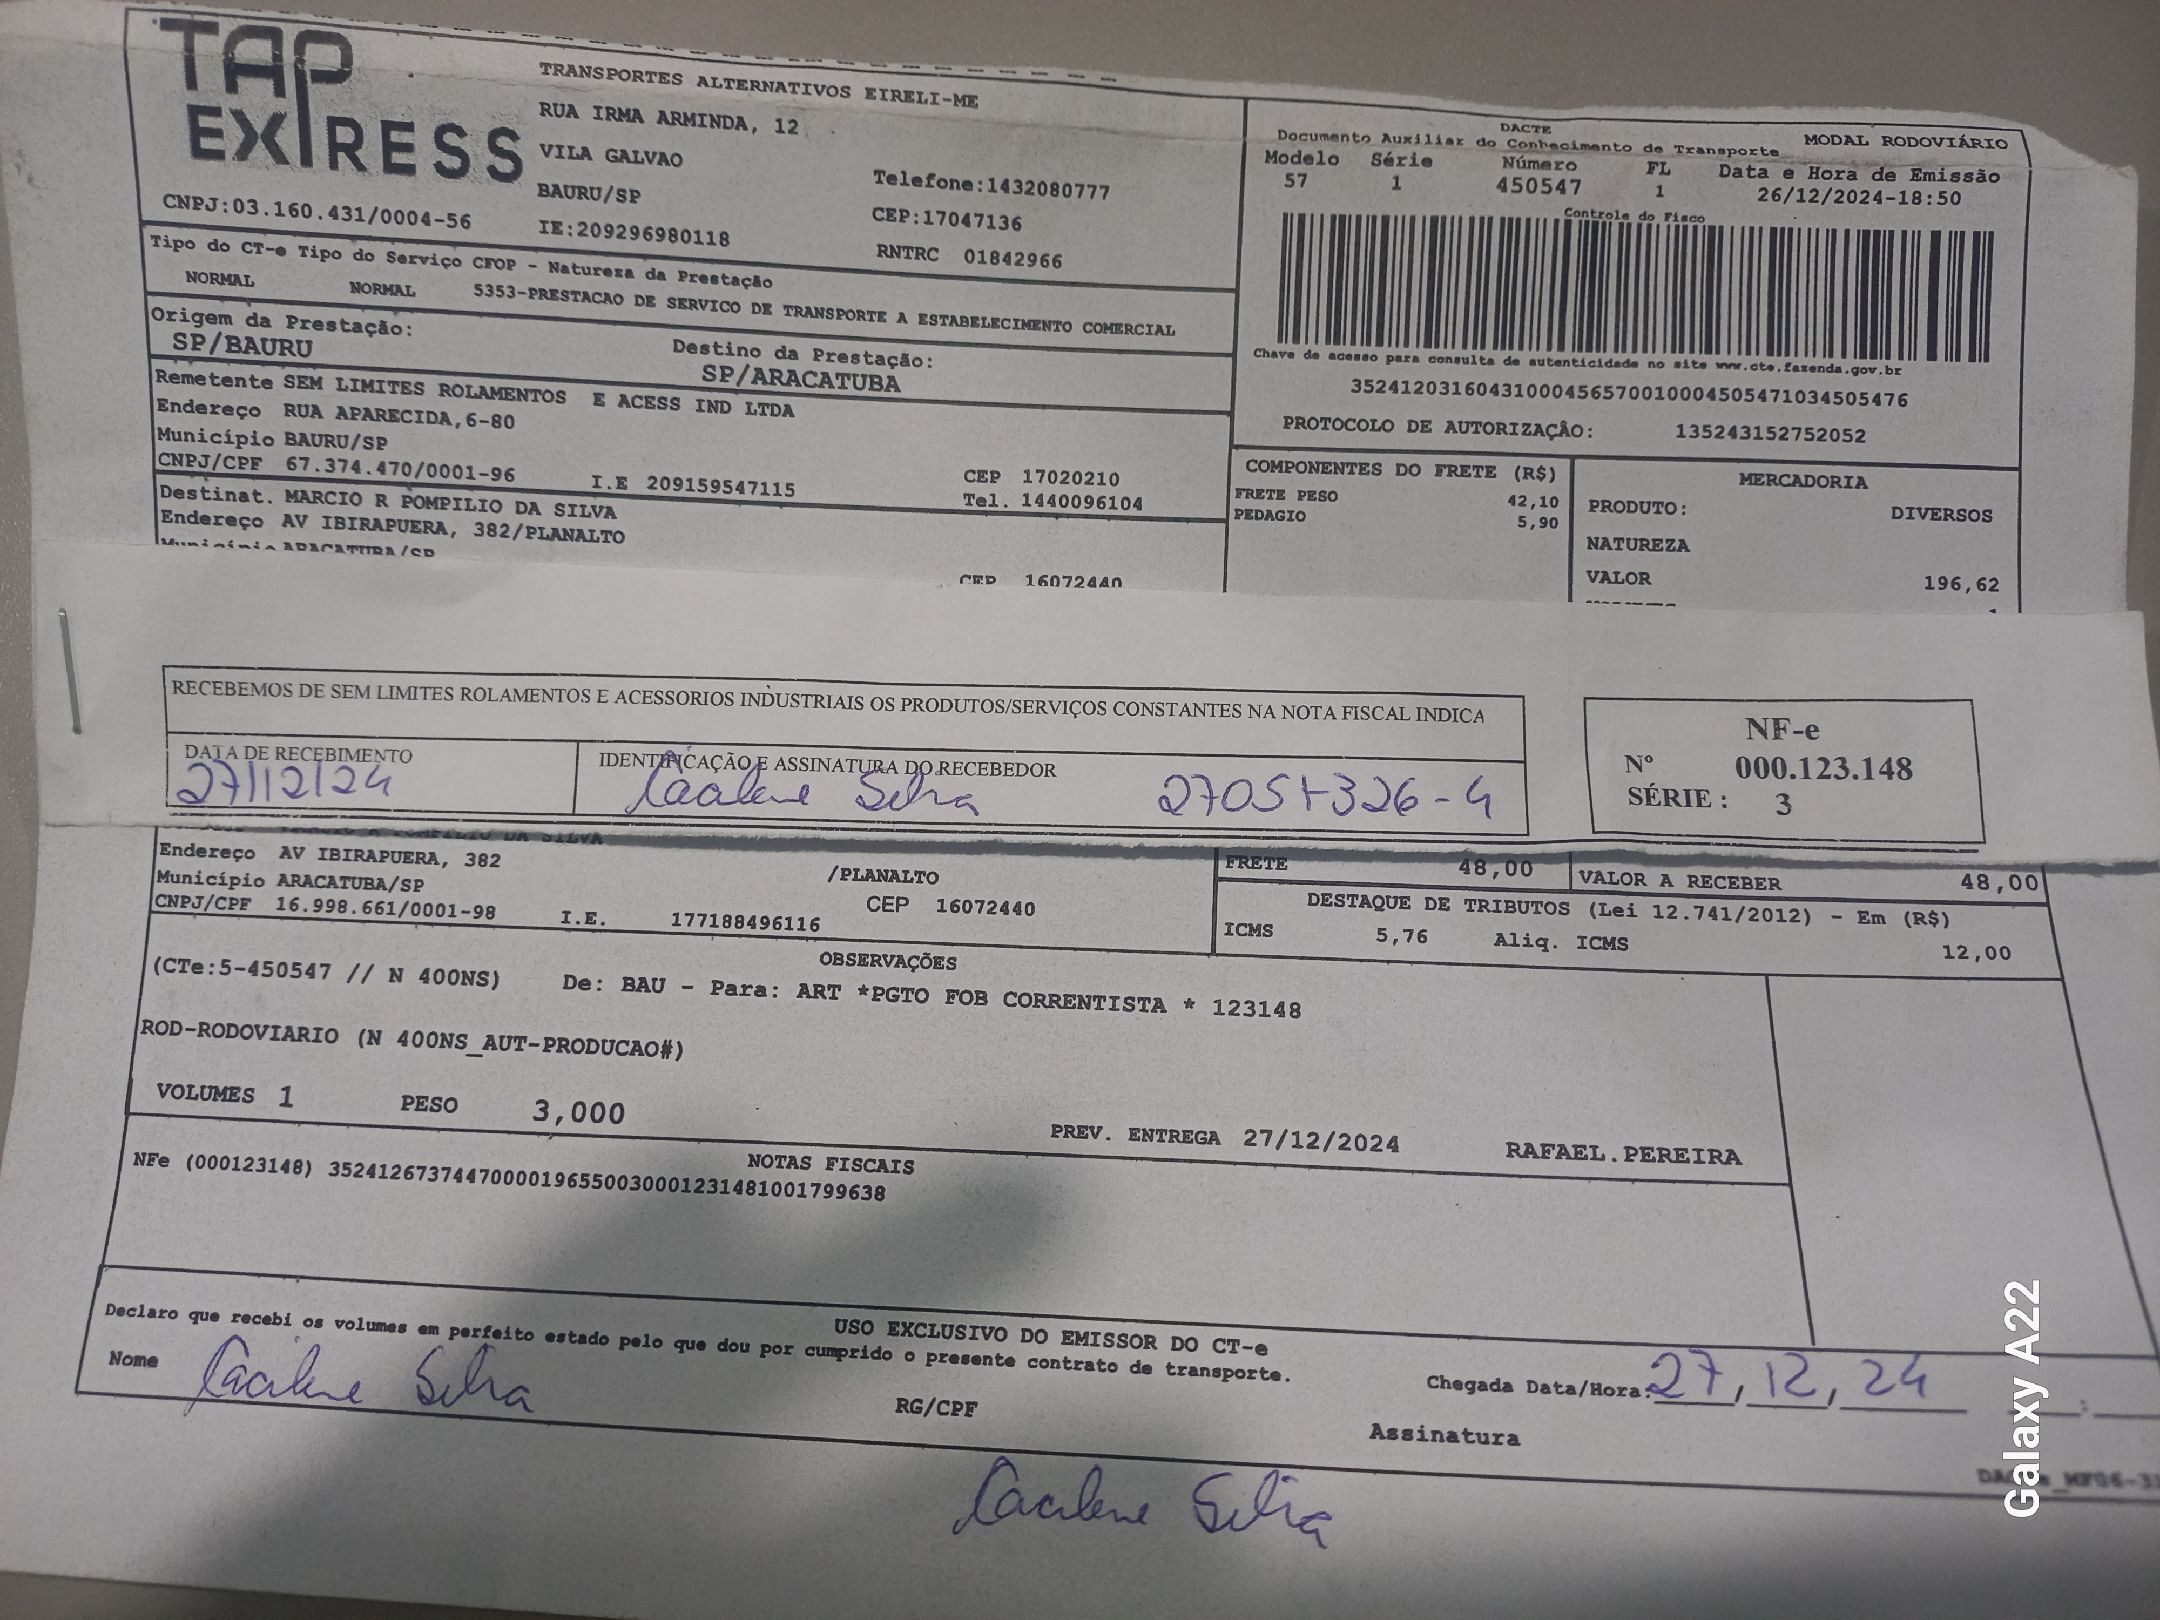 TAP EXPRESS
TRANSPORTES ALTERNATIVOS EIRELI-ME
RUA IRMA ARMINDA, 12
VILA GALVAO
BAURU/SP
Telefone:1432080777
CNPJ:03.160.431/0004-56
IE:209296980118
CEP:17047136
RNTRC 01842966
DACTE
Documento Auxiliar do Conhecimento de Transporte
MODAL RODOVIÁRIO
Modelo Série Número FL Data e Hora de Emissão
57 1 450547 1 26/12/2024-18:50
Controle do Fisco
Chave de acesso para consulta de autenticidade no site www.cte.fazenda.gov.br
35241203160431000456570010004505471034505476
PROTOCOLO DE AUTORIZAÇÂO: 135243152752052
Tipo do CT-e Tipo do Serviço CFOP - Natureza da Prestação
NORMAL NORMAL 5353-PRESTACAO DE SERVICO DE TRANSPORTE A ESTABELECIMENTO COMERCIAL
Origem da Prestação:
SP/BAURU
Destino da Prestação:
SP/ARACATUBA
Remetente SEM LIMITES ROLAMENTOS E ACESS IND LTDA
Endereço RUA APARECIDA,6-80
Município BAURU/SP
CNPJ/CPF 67.374.470/0001-96 I.E 209159547115
CEP 17020210
Tel. 1440096104
Destinat. MARCIO R POMPILIO DA SILVA
Endereço AV IBIRAPUERA, 382/PLANALTO
Município ARACATUBA/SP
CEP 16072440
COMPONENTES DO FRETE (R$)
FRETE PESO 42,10
PEDAGIO 5,90
MERCADORIA
PRODUTO: DIVERSOS
NATUREZA
VALOR 196,62
RECEBEMOS DE SEM LIMITES ROLAMENTOS E ACESSORIOS INDUSTRIAIS OS PRODUTOS/SERVIÇOS CONSTANTES NA NOTA FISCAL INDICA
DATA DE RECEBIMENTO
27/12/24
IDENTIFICAÇÃO E ASSINATURA DO RECEBEDOR
Silva
NF-e
Nº 000.123.148
SÉRIE : 3
POMPILIO DA SILVA
Endereço AV IBIRAPUERA, 382 /PLANALTO
Município ARACATUBA/SP
CEP 16072440
CNPJ/CPF 16.998.661/0001-98 I.E. 177188496116
FRETE 48,00
VALOR A RECEBER 48,00
DESTAQUE DE TRIBUTOS (Lei 12.741/2012) - Em (R$)
ICMS 5,76 Aliq. ICMS 12,00
OBSERVAÇÕES
(CTe:5-450547 // N 400NS) De: BAU - Para: ART *PGTO FOB CORRENTISTA * 123148
ROD-RODOVIARIO (N 400NS_AUT-PRODUCAO#)
VOLUMES 1 PESO 3,000
PREV. ENTREGA 27/12/2024 RAFAEL.PEREIRA
NOTAS FISCAIS
NFe (000123148) 35241267374470000196550030001231481001799638
USO EXCLUSIVO DO EMISSOR DO CT-e
Declaro que recebi os volumes em perfeito estado pelo que dou por cumprido o presente contrato de transporte.
Nome Silva
RG/CPF
Chegada Data/Hora: 27, 12, 24
Assinatura
Silva
Galaxy A22